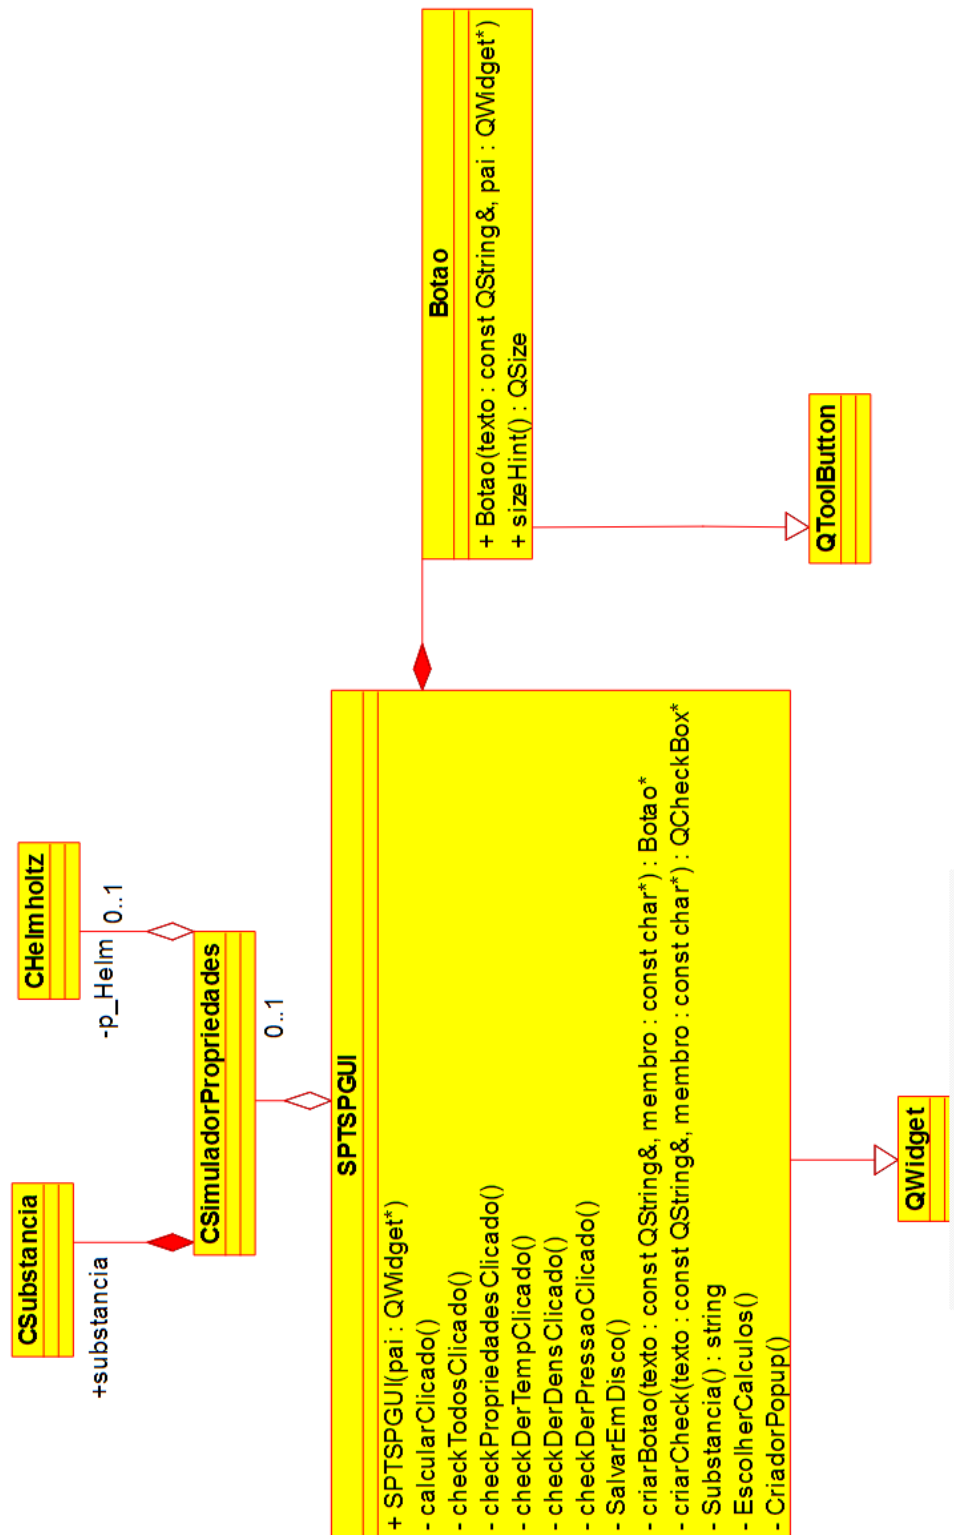 CSubstancia
+substancia
CHelmholtz
-p_Helm 0..1
CSimuladorPropriedades
0..1
SPTSPGUI
+ SPTSPGUI(pai : QWidget*)
- calcularClicado()
- checkTodosClicado()
- checkPropriedadesClicado()
- checkDerTempClicado()
- checkDerDensClicado()
- checkDerPressaoClicado()
- SalvarEmDisco()
- criarBotao(texto : const QString&, membro : const char*) : Botao*
- criarCheck(texto : const QString&, membro : const char*) : QCheckBox*
- Substancia() : string
- EscolherCalculos()
- CriadorPopup()
QWidget
Botao
+ Botao(texto : const QString&, pai : QWidget*)
+ sizeHint() : QSize
QToolButton